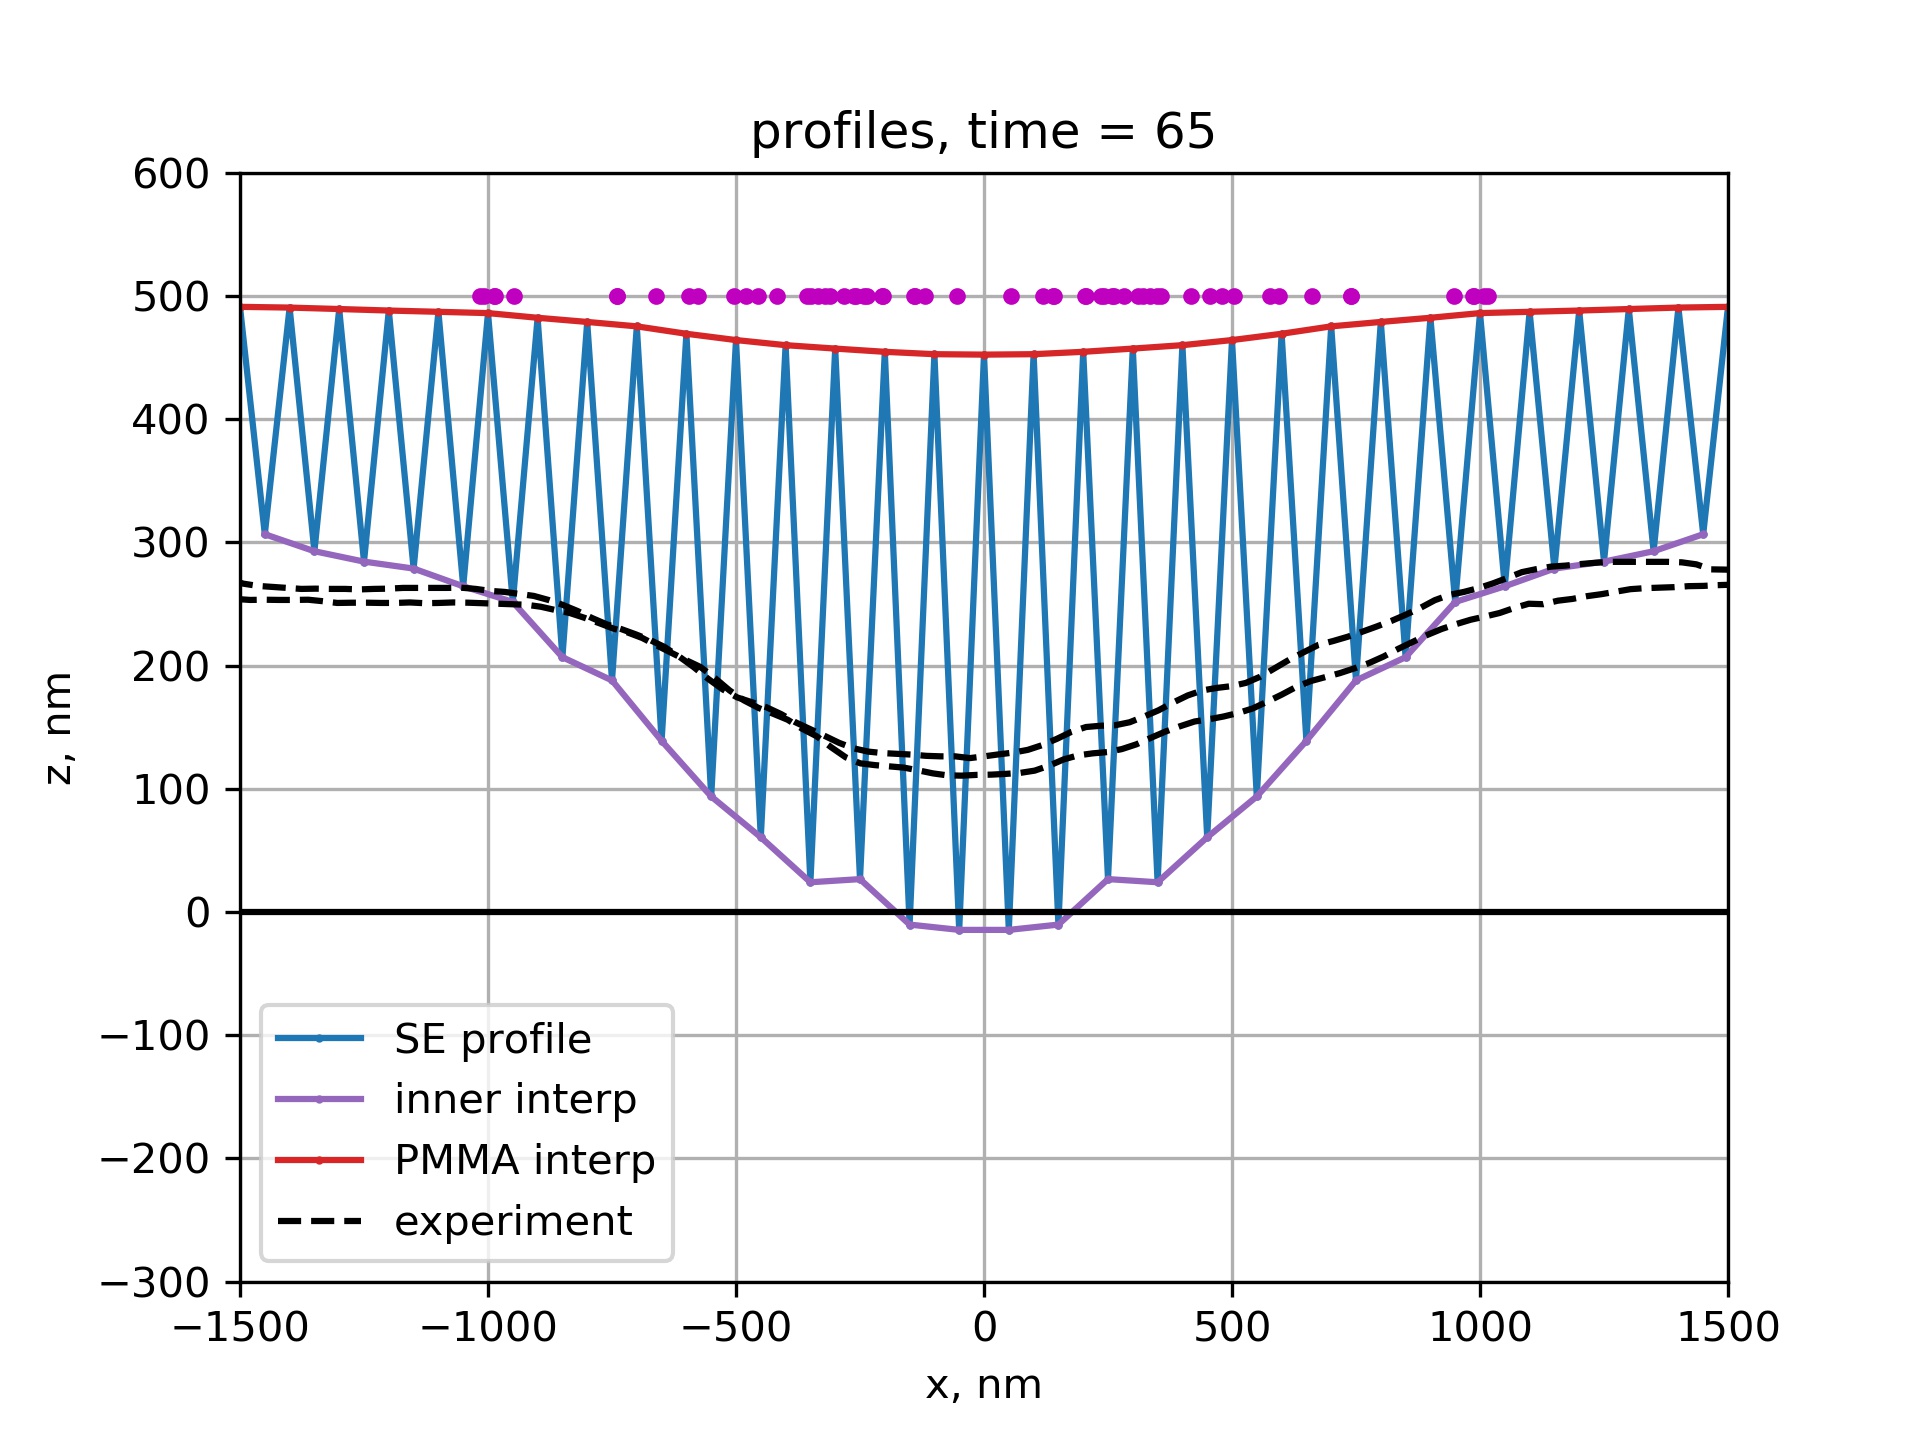 profiles, time = 65
600
500
400
300
200
100
0
−100
−200
−300
z, nm
SE profile
inner interp
PMMA interp
experiment
−1500 −1000 −500 0 500 1000 1500
x, nm